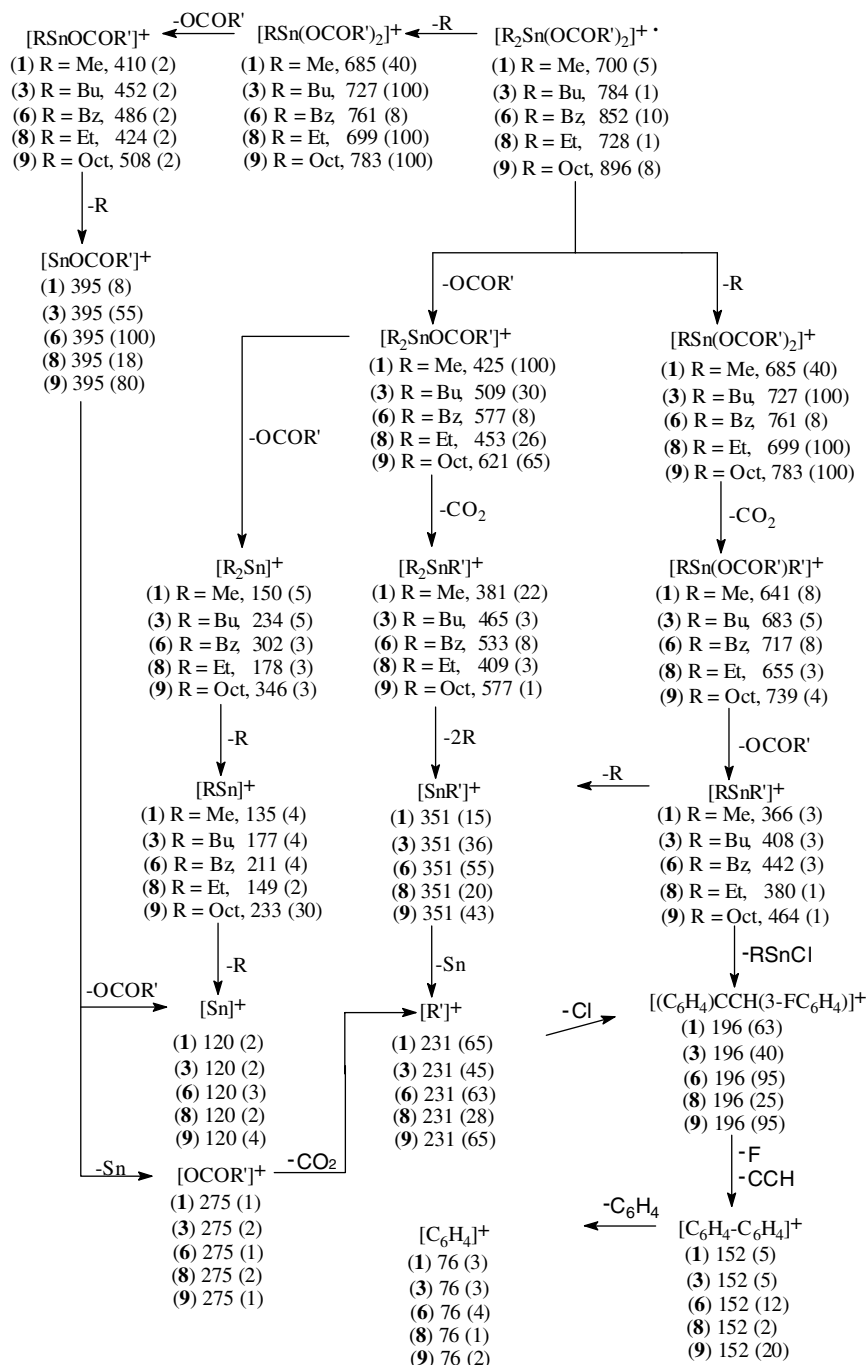 -OCOR'
-R
[RSnOCOR']+
[RSn(OCOR')2]+
[R2Sn(OCOR')2]+ ·
(1) R = Me, 410 (2)
(3) R = Bu, 452 (2)
(6) R = Bz, 486 (2)
(8) R = Et, 424 (2)
(9) R = Oct, 508 (2)
(1) R = Me, 685 (40)
(3) R = Bu, 727 (100)
(6) R = Bz, 761 (8)
(8) R = Et, 699 (100)
(9) R = Oct, 783 (100)
(1) R = Me, 700 (5)
(3) R = Bu, 784 (1)
(6) R = Bz, 852 (10)
(8) R = Et, 728 (1)
(9) R = Oct, 896 (8)
-R
[SnOCOR']+
(1) 395 (8)
(3) 395 (55)
(6) 395 (100)
(8) 395 (18)
(9) 395 (80)
-OCOR'
-R
[R2SnOCOR']+
(1) R = Me, 425 (100)
(3) R = Bu, 509 (30)
(6) R = Bz, 577 (8)
(8) R = Et, 453 (26)
(9) R = Oct, 621 (65)
[RSn(OCOR')2]+
(1) R = Me, 685 (40)
(3) R = Bu, 727 (100)
(6) R = Bz, 761 (8)
(8) R = Et, 699 (100)
(9) R = Oct, 783 (100)
-OCOR'
-CO2
-CO2
[R2Sn]+
(1) R = Me, 150 (5)
(3) R = Bu, 234 (5)
(6) R = Bz, 302 (3)
(8) R = Et, 178 (3)
(9) R = Oct, 346 (3)
[R2SnR']+
(1) R = Me, 381 (22)
(3) R = Bu, 465 (3)
(6) R = Bz, 533 (8)
(8) R = Et, 409 (3)
(9) R = Oct, 577 (1)
[RSn(OCOR')R']+
(1) R = Me, 641 (8)
(3) R = Bu, 683 (5)
(6) R = Bz, 717 (8)
(8) R = Et, 655 (3)
(9) R = Oct, 739 (4)
-R
-2R
-OCOR'
-R
[RSn]+
(1) R = Me, 135 (4)
(3) R = Bu, 177 (4)
(6) R = Bz, 211 (4)
(8) R = Et, 149 (2)
(9) R = Oct, 233 (30)
[SnR']+
(1) 351 (15)
(3) 351 (36)
(6) 351 (55)
(8) 351 (20)
(9) 351 (43)
[RSnR']+
(1) R = Me, 366 (3)
(3) R = Bu, 408 (3)
(6) R = Bz, 442 (3)
(8) R = Et, 380 (1)
(9) R = Oct, 464 (1)
-R
-Sn
-RSnCl
-OCOR'
[Sn]+
(1) 120 (2)
(3) 120 (2)
(6) 120 (3)
(8) 120 (2)
(9) 120 (4)
[R']+
(1) 231 (65)
(3) 231 (45)
(6) 231 (63)
(8) 231 (28)
(9) 231 (65)
-Cl
[(C6H4)CCH(3-FC6H4)]+
(1) 196 (63)
(3) 196 (40)
(6) 196 (95)
(8) 196 (25)
(9) 196 (95)
-Sn
[OCOR']+
(1) 275 (1)
(3) 275 (2)
(6) 275 (1)
(8) 275 (2)
(9) 275 (1)
-CO2
-F
-CCH
-C6H4
[C6H4]+
(1) 76 (3)
(3) 76 (3)
(6) 76 (4)
(8) 76 (1)
(9) 76 (2)
[C6H4-C6H4]+
(1) 152 (5)
(3) 152 (5)
(6) 152 (12)
(8) 152 (2)
(9) 152 (20)